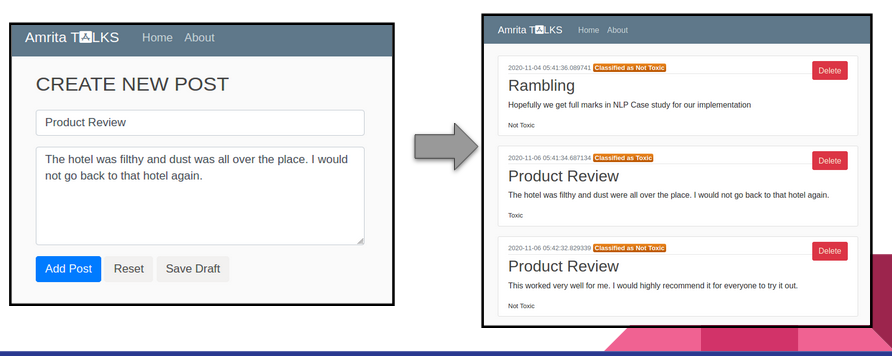 Amrita TALKS Home About
CREATE NEW POST
Product Review
The hotel was filthy and dust was all over the place. I would
not go back to that hotel again.
Add Post Reset Save Draft
Amrita TALKS Home About
2020-11-04 05:41:36.089741 Classified as Not Toxic Delete
Rambling
Hopefully we get full marks in NLP Case study for our implementation
Not Toxic
2020-11-06 05:41:34.687134 Classified as Toxic Delete
Product Review
The hotel was filthy and dust were all over the place. I would not go back to that hotel again.
Toxic
2020-11-06 05:42:32.829339 Classified as Not Toxic Delete
Product Review
This worked very well for me. I would highly recommend it for everyone to try it out.
Not Toxic